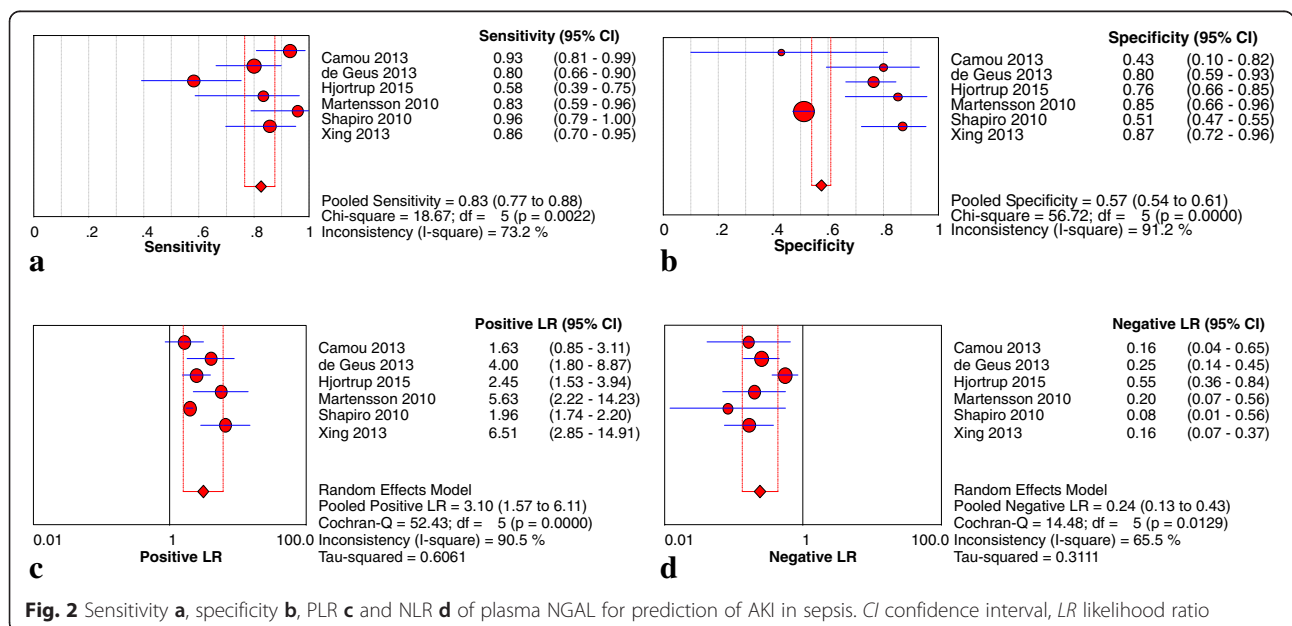 Sensitivity (95% CI)
Camou 2013 0.93 (0.81 - 0.99)
de Geus 2013 0.80 (0.66 - 0.90)
Hjortrup 2015 0.58 (0.39 - 0.75)
Martensson 2010 0.83 (0.59 - 0.96)
Shapiro 2010 0.96 (0.79 - 1.00)
Xing 2013 0.86 (0.70 - 0.95)
Pooled Sensitivity = 0.83 (0.77 to 0.88)
Chi-square = 18.67; df = 5 (p = 0.0022)
Inconsistency (I-square) = 73.2 %
0 .2 .4 .6 .8 1
Sensitivity
a
Specificity (95% CI)
Camou 2013 0.43 (0.10 - 0.82)
de Geus 2013 0.80 (0.59 - 0.93)
Hjortrup 2015 0.76 (0.66 - 0.85)
Martensson 2010 0.85 (0.66 - 0.96)
Shapiro 2010 0.51 (0.47 - 0.55)
Xing 2013 0.87 (0.72 - 0.96)
Pooled Specificity = 0.57 (0.54 to 0.61)
Chi-square = 56.72; df = 5 (p = 0.0000)
Inconsistency (I-square) = 91.2 %
0 .2 .4 .6 .8 1
Specificity
b
Positive LR (95% CI)
Camou 2013 1.63 (0.85 - 3.11)
de Geus 2013 4.00 (1.80 - 8.87)
Hjortrup 2015 2.45 (1.53 - 3.94)
Martensson 2010 5.63 (2.22 - 14.23)
Shapiro 2010 1.96 (1.74 - 2.20)
Xing 2013 6.51 (2.85 - 14.91)
Random Effects Model
Pooled Positive LR = 3.10 (1.57 to 6.11)
Cochran-Q = 52.43; df = 5 (p = 0.0000)
Inconsistency (I-square) = 90.5 %
Tau-squared = 0.6061
0.01 1 100.0
Positive LR
c
Negative LR (95% CI)
Camou 2013 0.16 (0.04 - 0.65)
de Geus 2013 0.25 (0.14 - 0.45)
Hjortrup 2015 0.55 (0.36 - 0.84)
Martensson 2010 0.20 (0.07 - 0.56)
Shapiro 2010 0.08 (0.01 - 0.56)
Xing 2013 0.16 (0.07 - 0.37)
Random Effects Model
Pooled Negative LR = 0.24 (0.13 to 0.43)
Cochran-Q = 14.48; df = 5 (p = 0.0129)
Inconsistency (I-square) = 65.5 %
Tau-squared = 0.3111
0.01 1 100.0
Negative LR
d
Fig. 2 Sensitivity a, specificity b, PLR c and NLR d of plasma NGAL for prediction of AKI in sepsis. CI confidence interval, LR likelihood ratio